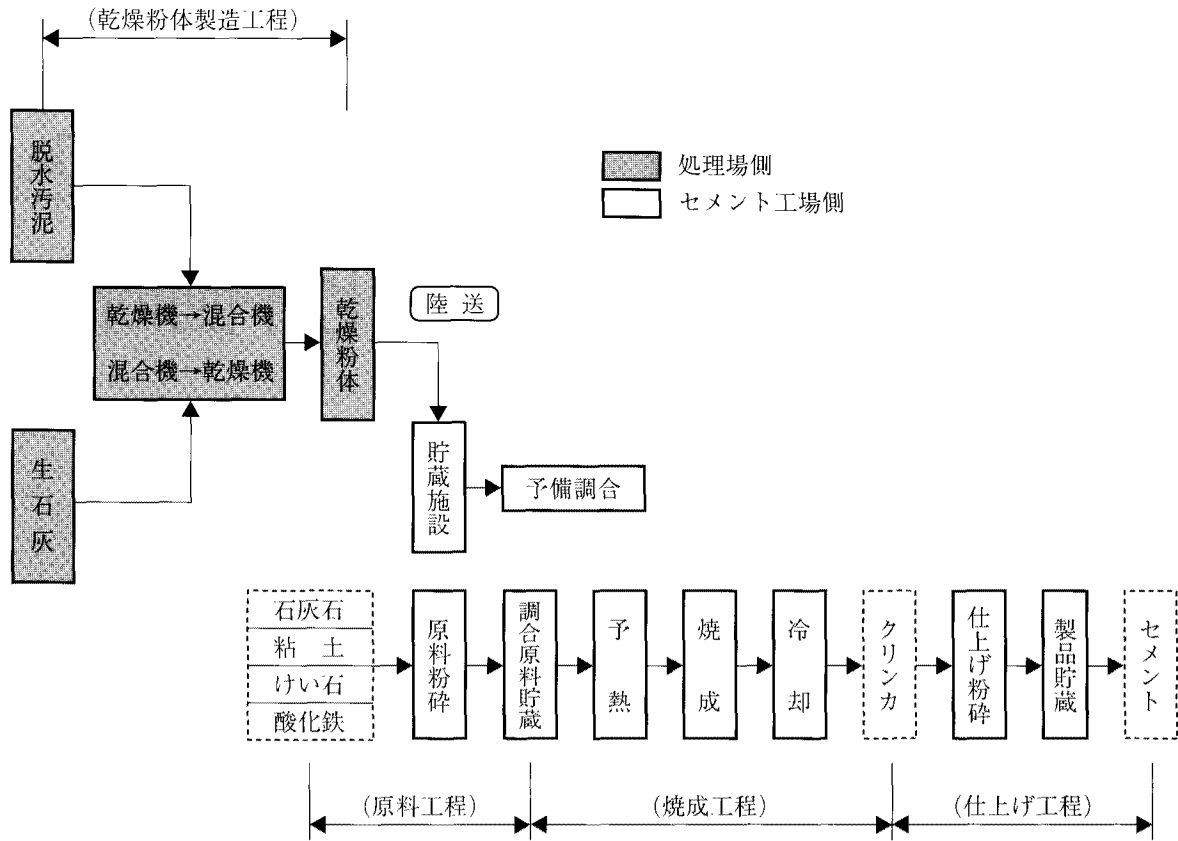 (乾燥粉体製造工程)
脱水汚泥
処理場側
セメント工場側
乾燥機→混合機
混合機→乾燥機
乾燥粉体
陸送
生石灰
貯蔵施設
予備調合
石灰石
粘土
けい石
酸化鉄
原料粉砕
調合原料貯蔵
予熱
焼成
冷却
クリンカ
仕上げ粉砕
製品貯蔵
セメント
(原料工程)
(焼成工程)
(仕上げ工程)